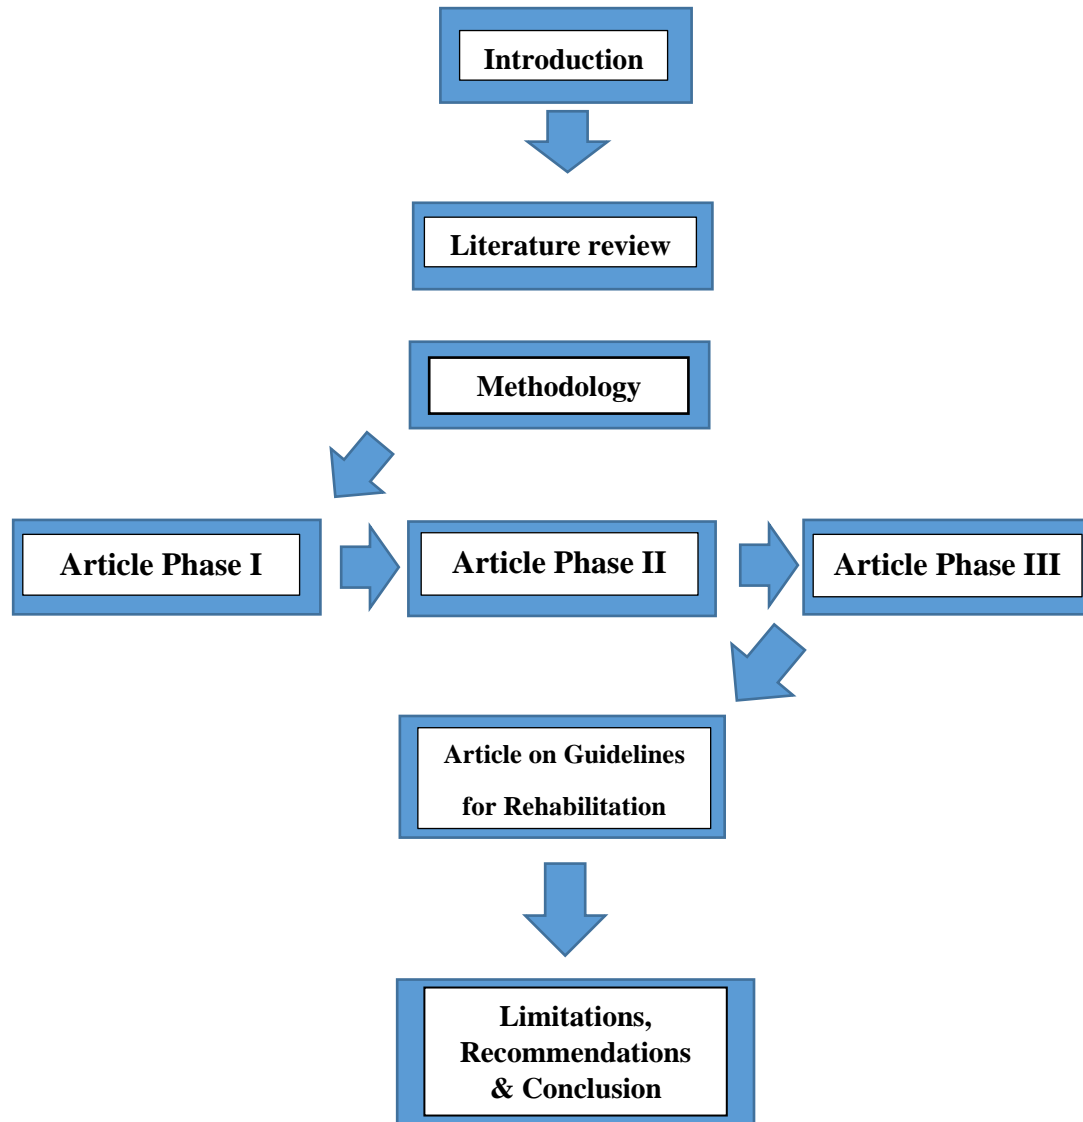 Introduction
Literature review
Methodology
Article Phase I
Article Phase II
Article Phase III
Article on Guidelines
for Rehabilitation
Limitations,
Recommendations
& Conclusion